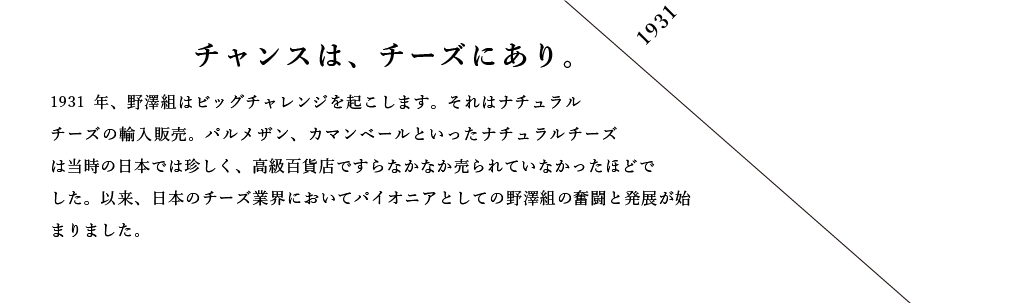 1931
チャンスは、チーズにあり。
1931 年、野澤組はビッグチャレンジを起こします。それはナチュラル
チーズの輸入販売。パルメザン、カマンベールといったナチュラルチーズ
は当時の日本では珍しく、高級百貨店ですらなかなか売られていなかったほどで
した。以来、日本のチーズ業界においてパイオニアとしての野澤組の奮闘と発展が始
まりました。